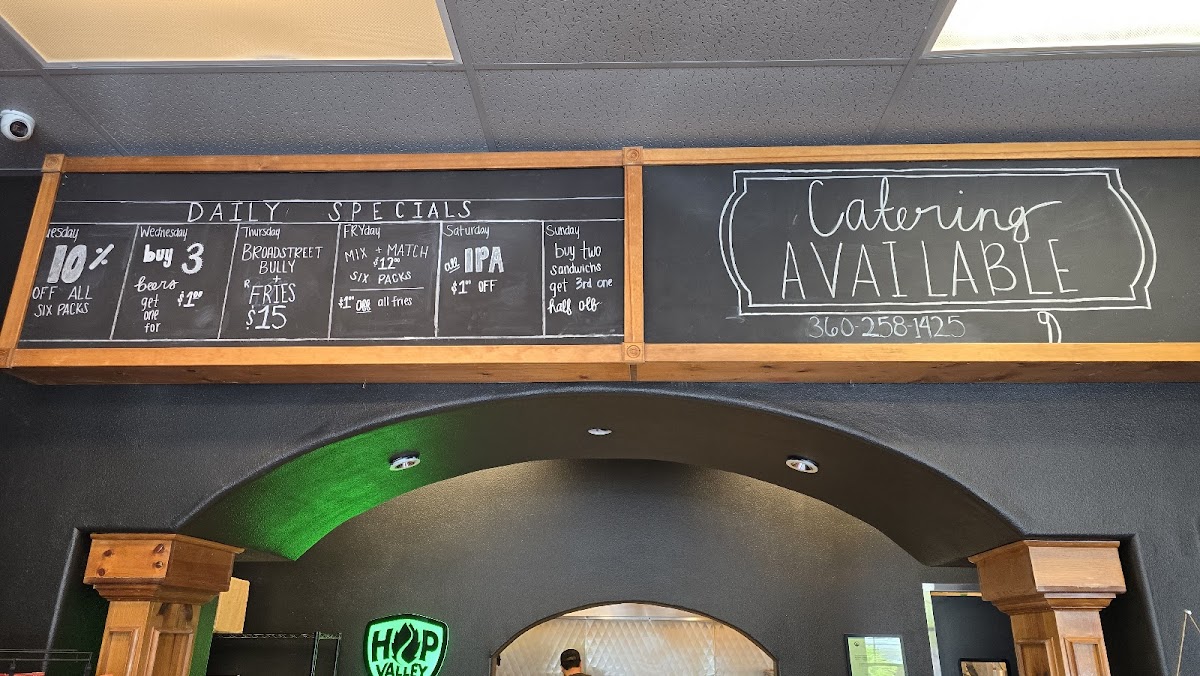 DAILY SPECIALS
uesday
10%
OFF ALL
SIX PACKS
Wednesday
buy 3
beers
get $1.00
one
for
Thursday
BROADSTREET
BULLY
+
FRIES
$15
FRYday
MIX + MATCH
$12.00
SIX PACKS
$1.00 OFF all fries
Saturday
all IPA
$1.00 OFF
Sunday
buy two
sandwichs
get 3rd one
half off
Catering
AVAILABLE
360-258-1425
HOP
VALLEY